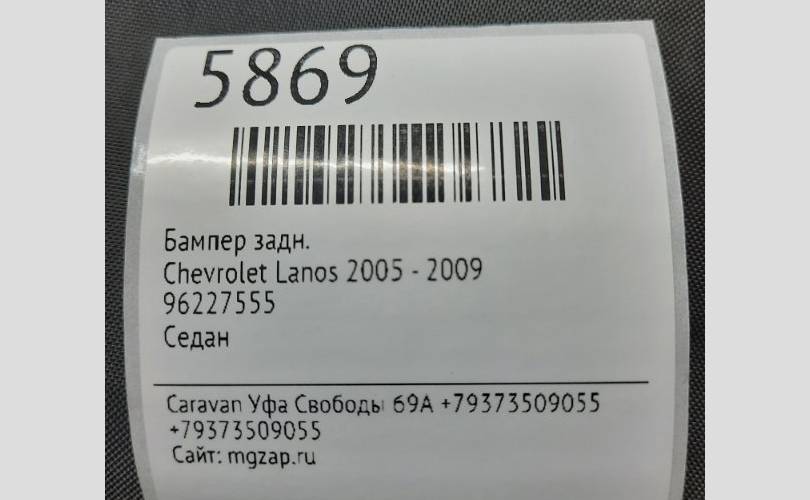 5869
Бампер задн.
Chevrolet Lanos 2005 - 2009
96227555
Седан
Caravan Уфа Свободы 69А +79373509055
+79373509055
Сайт: mgzap.ru